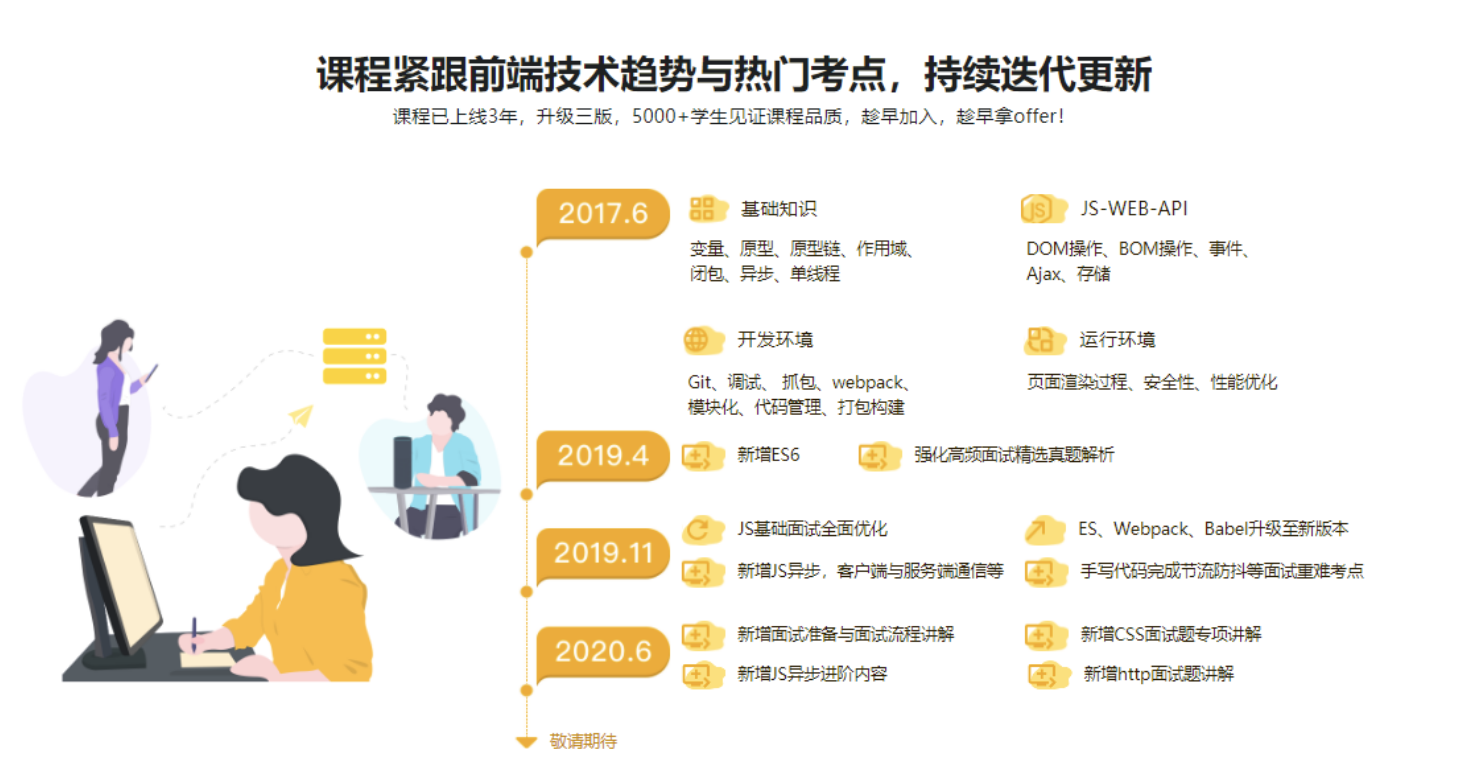 课程紧跟前端技术趋势与热门考点，持续迭代更新
课程已上线3年，升级三版，5000+学生见证课程品质，趁早加入，趁早拿offer！
2017.6
基础知识
变量、原型、原型链、作用域、
闭包、异步、单线程
JS-WEB-API
DOM操作、BOM操作、事件、
Ajax、存储
开发环境
Git、调试、 抓包、webpack、
模块化、代码管理、打包构建
运行环境
页面渲染过程、安全性、性能优化
2019.4
新增ES6
强化高频面试精选真题解析
2019.11
JS基础面试全面优化
ES、Webpack、Babel升级至新版本
新增JS异步，客户端与服务端通信等
手写代码完成节流防抖等面试重难考点
2020.6
新增面试准备与面试流程讲解
新增CSS面试题专项讲解
新增JS异步进阶内容
新增http面试题讲解
敬请期待